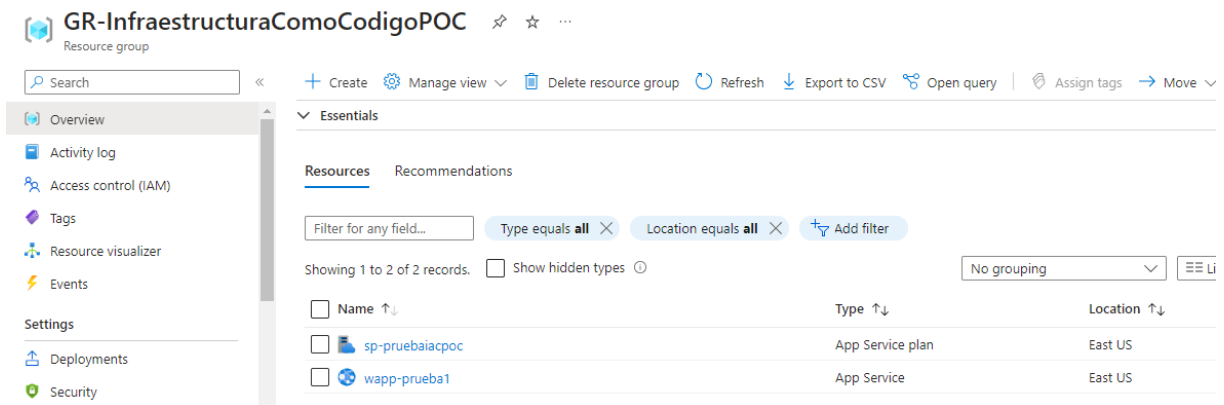 GR-InfraestructuraComoCodigoPOC
Resource group
Search
Create Manage view Delete resource group Refresh Export to CSV Open query Assign tags Move
Overview
Essentials
Activity log
Access control (IAM)
Resources Recommendations
Tags
Filter for any field... Type equals all Location equals all Add filter
Resource visualizer
Showing 1 to 2 of 2 records. Show hidden types No grouping Li
Events
Name Type Location
Settings
sp-pruebaiacpoc App Service plan East US
Deployments
wapp-prueba1 App Service East US
Security